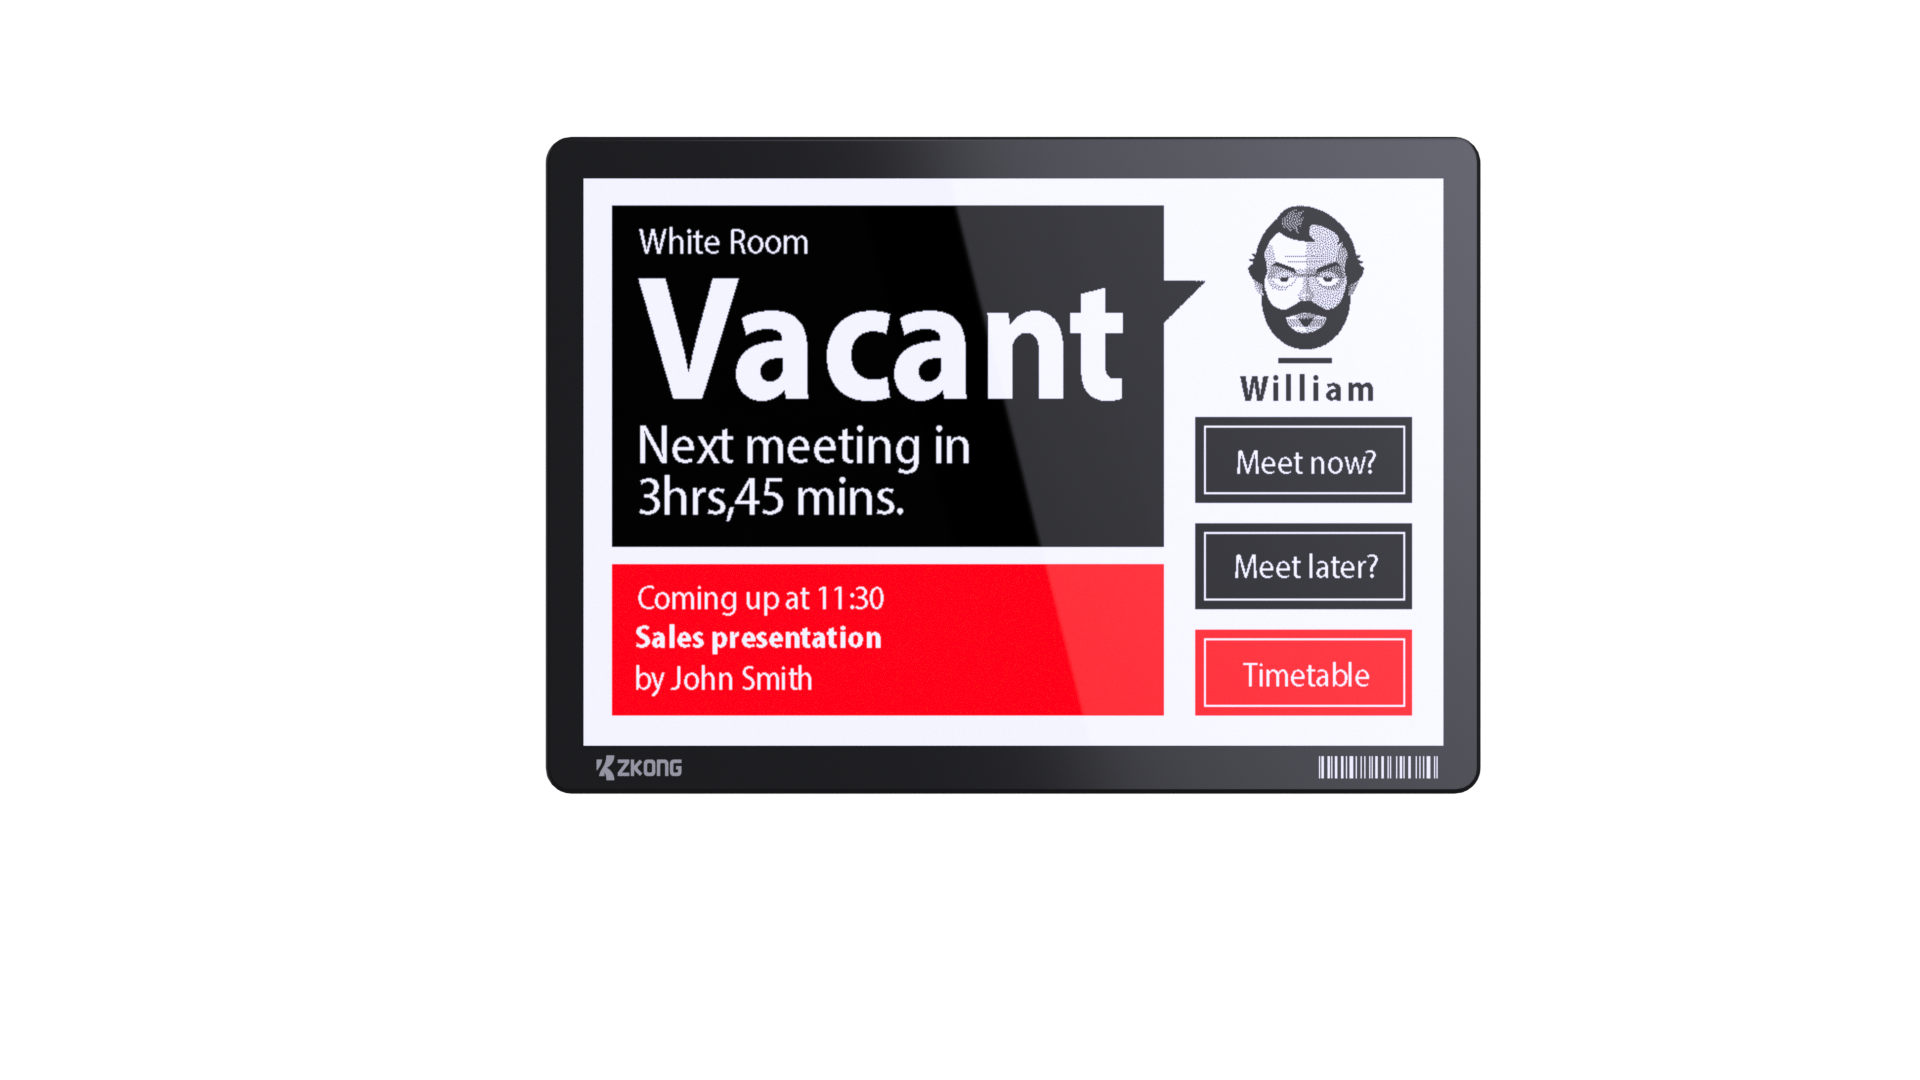 White Room
Vacant
Next meeting in
3hrs,45 mins.
Coming up at 11:30
Sales presentation
by John Smith
William
Meet now?
Meet later?
Timetable
ZKONG